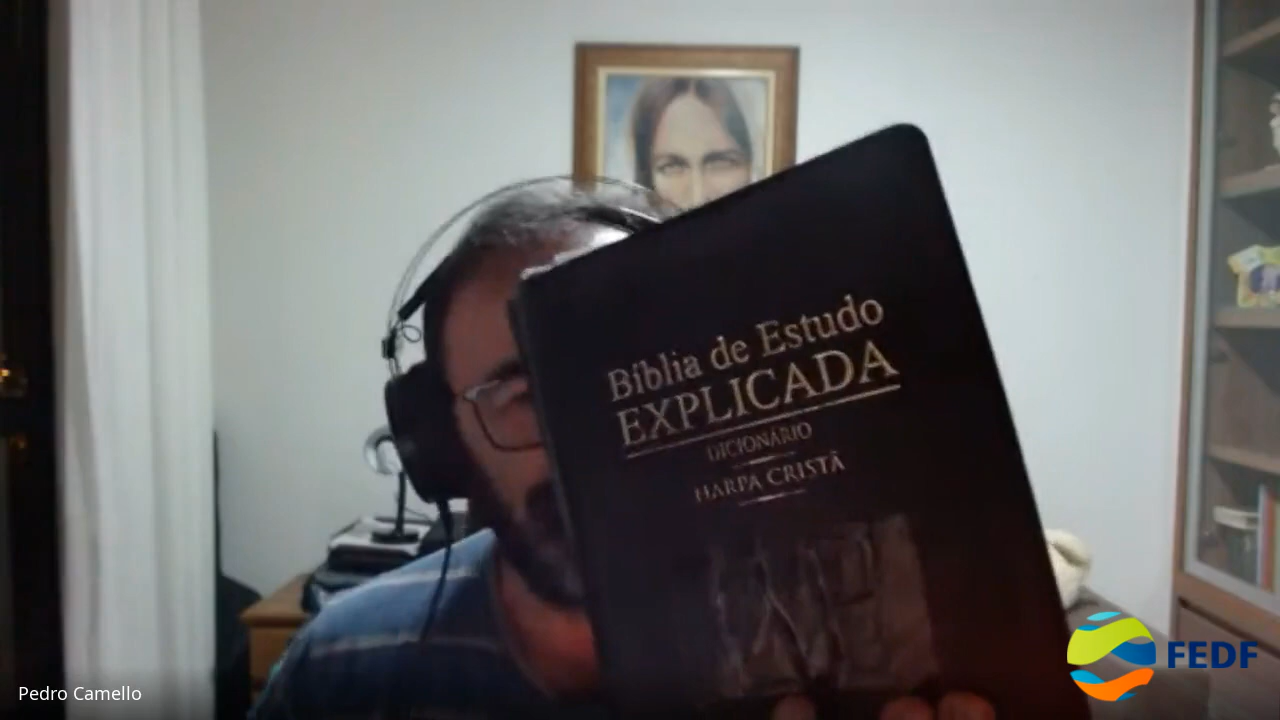 Bíblia de Estudo
EXPLICADA
DICIONÁRIO
HARPA CRISTÃ
Pedro Camello
FEDF